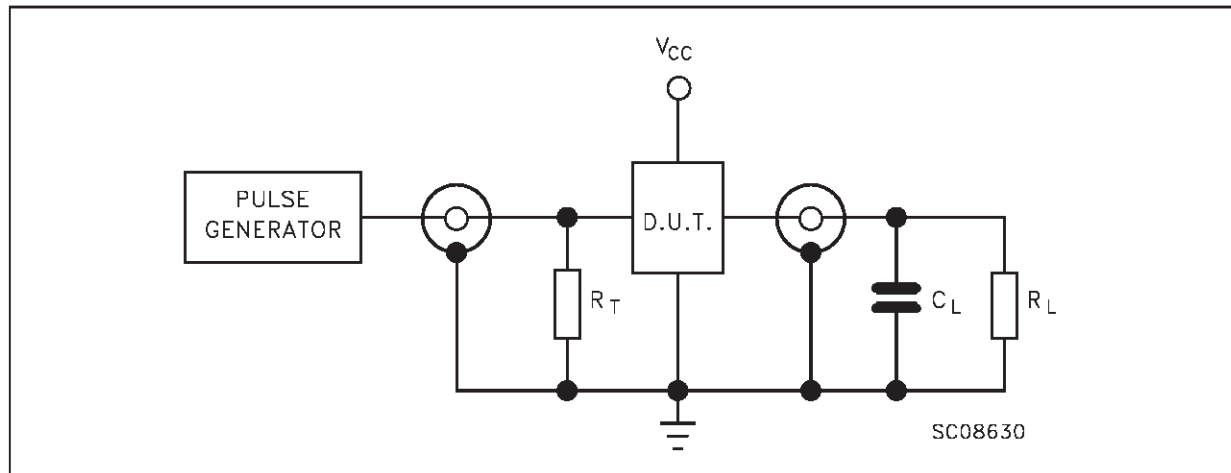 VCC
PULSE
GENERATOR
D.U.T.
RT
CL
RL
SC08630